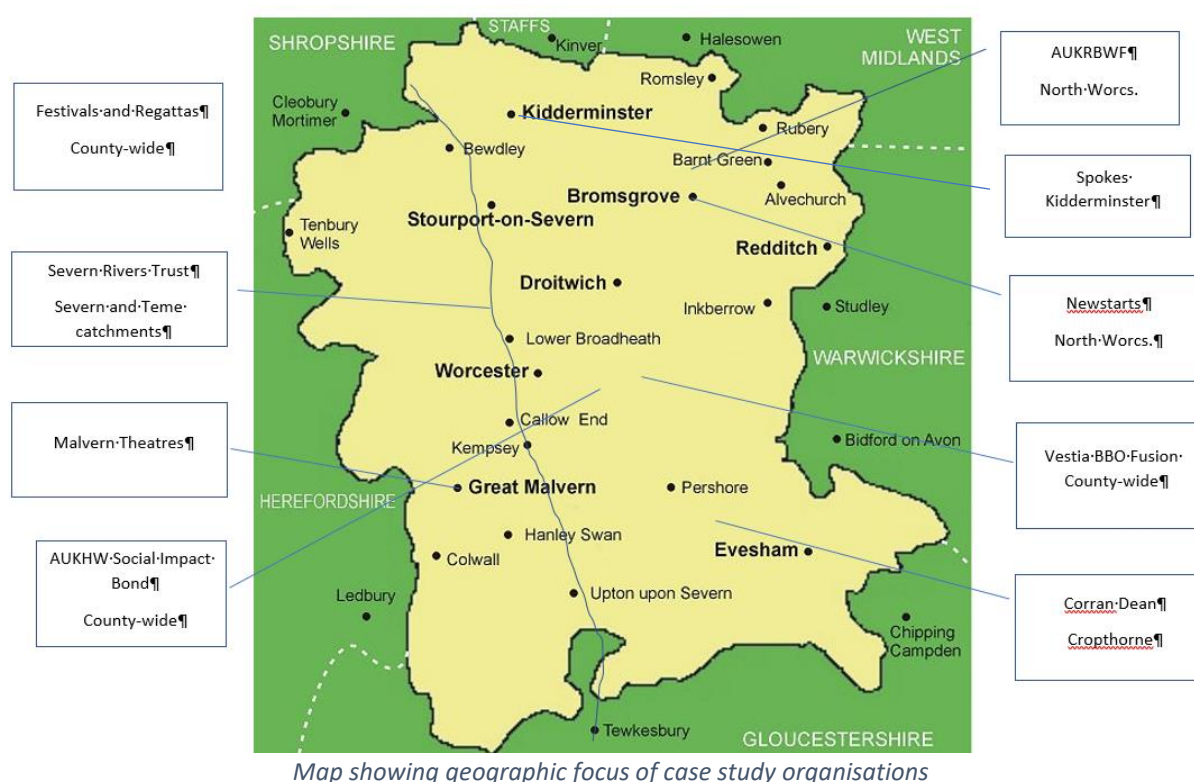 STAFFS
SHROPSHIRE
Kinver
Halesowen
WEST
MIDLANDS
AUKRBWF¶
North·Worcs.
Romsley
Festivals·and·Regattas¶
County-wide¶
Cleobury
Mortimer
Kidderminster
Rubery
Bewdley
Barnt Green
Spokes·
Kidderminster¶
Bromsgrove
Alvechurch
Stourport-on-Severn
Tenbury
Wells
Redditch
Severn·Rivers·Trust¶
Severn·and·Teme·
catchments¶
Droitwich
Inkberrow
Studley
Newstarts¶
North·Worcs.¶
Lower Broadheath
WARWICKSHIRE
Worcester
Malvern·Theatres¶
Callow End
Kempsey
Bidford on Avon
Vestia·BBO·Fusion·
County-wide¶
HEREFORDSHIRE
Great Malvern
Pershore
AUKHW·Social·Impact·
Bond¶
County-wide¶
Hanley Swan
Colwall
Evesham
Ledbury
Upton upon Severn
Corran·Dean¶
Cropthorne¶
Chipping
Campden
Tewkesbury
GLOUCESTERSHIRE
Map showing geographic focus of case study organisations